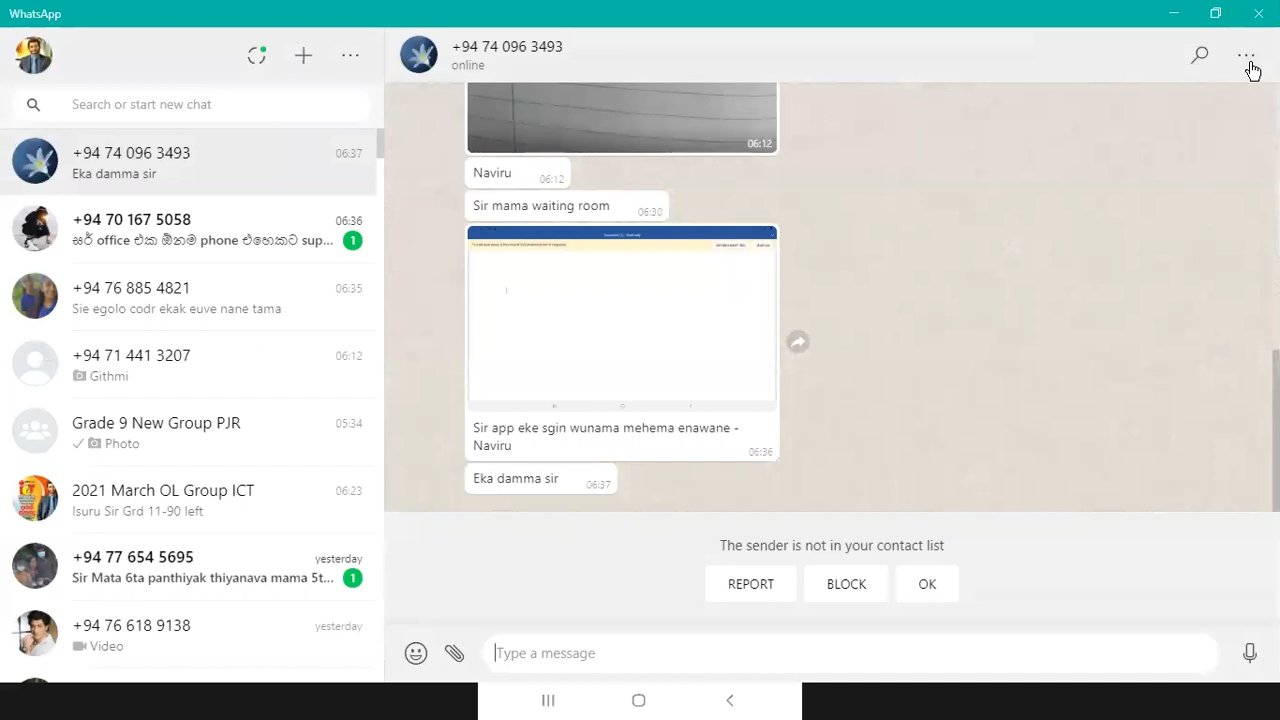 WhatsApp
Search or start new chat
+94 74 096 3493
06:37
Eka damma sir
+94 70 167 5058
06:36
සර් office එක ඕනම phone එහෙකට sup...
1
+94 76 885 4821
06:35
Sie egolo codr ekak euve nane tama
+94 71 441 3207
06:12
Githmi
Grade 9 New Group PJR
05:34
Photo
2021 March OL Group ICT
06:23
Isuru Sir Grd 11-90 left
+94 77 654 5695
yesterday
Sir Mata 6ta panthiyak thiyanava mama 5t...
1
+94 76 618 9138
yesterday
Video
+94 74 096 3493
online
06:12
Naviru
06:12
Sir mama waiting room
06:30
Sir app eke sgin wunama mehema enawane -
Naviru
06:36
Eka damma sir
06:37
The sender is not in your contact list
REPORT
BLOCK
OK
Type a message